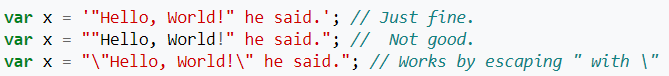 var x = '"Hello, World!" he said.'; // Just fine.
var x = ""Hello, World!" he said."; //  Not good.
var x = "\"Hello, World!\" he said."; // Works by escaping " with \"